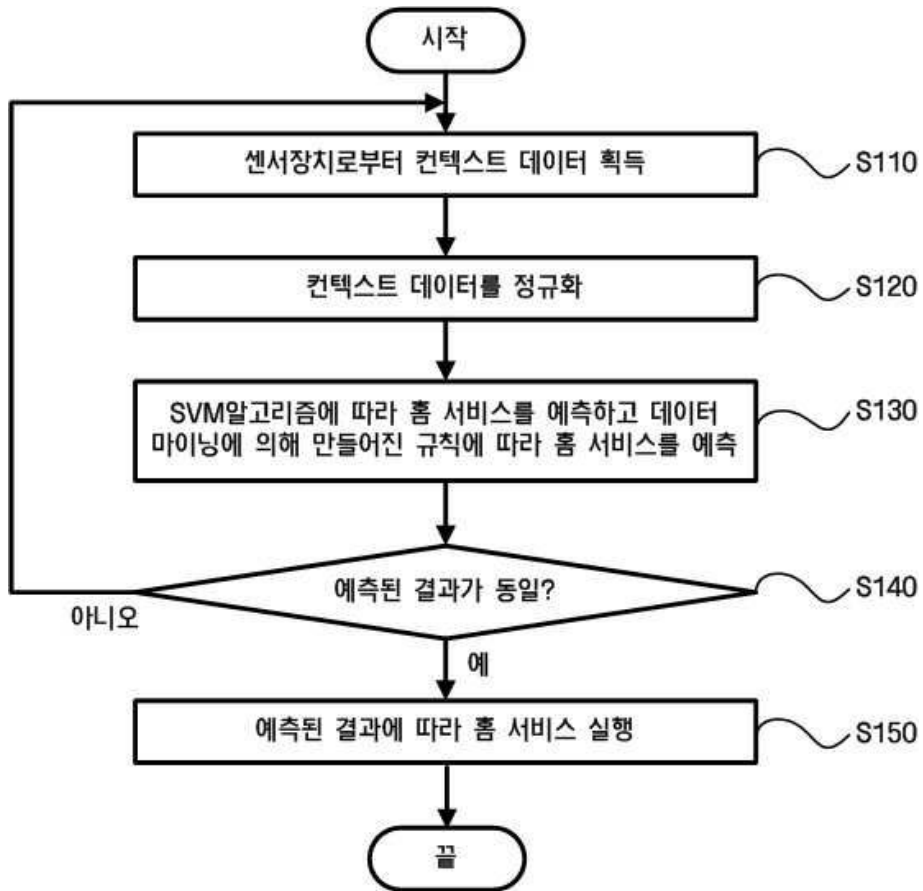 시작
센서장치로부터 컨텍스트 데이터 획득
S110
컨텍스트 데이터를 정규화
S120
SVM알고리즘에 따라 홈 서비스를 예측하고 데이터
마이닝에 의해 만들어진 규칙에 따라 홈 서비스를 예측
S130
예측된 결과가 동일?
S140
아니오
예
예측된 결과에 따라 홈 서비스 실행
S150
끝